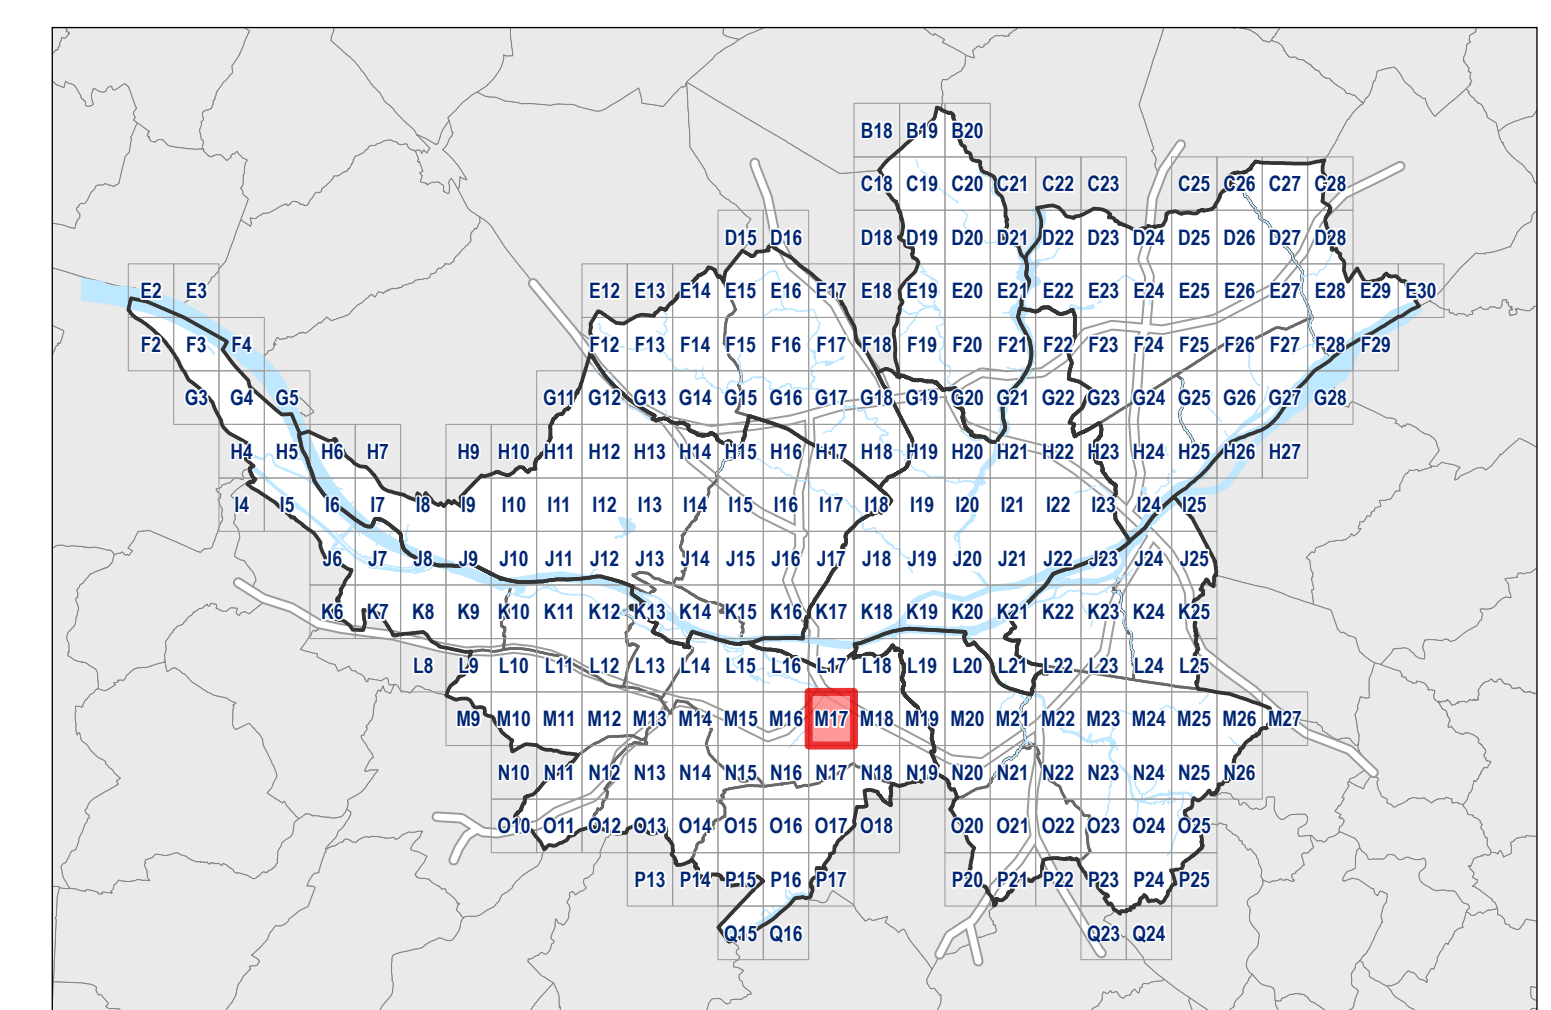 B18 B19 B20
C18 C19 C20 C21 C22 C23 C25 C26 C27 C28
D15 D16 D18 D19 D20 D21 D22 D23 D24 D25 D26 D27 D28
E2 E3 E12 E13 E14 E15 E16 E17 E18 E19 E20 E21 E22 E23 E24 E25 E26 E27 E28 E29 E30
F2 F3 F4 F12 F13 F14 F15 F16 F17 F18 F19 F20 F21 F22 F23 F24 F25 F26 F27 F28 F29
G3 G4 G5 G11 G12 G13 G14 G15 G16 G17 G18 G19 G20 G21 G22 G23 G24 G25 G26 G27 G28
H4 H5 H6 H7 H9 H10 H11 H12 H13 H14 H15 H16 H17 H18 H19 H20 H21 H22 H23 H24 H25 H26 H27
I4 I5 I6 I7 I8 I9 I10 I11 I12 I13 I14 I15 I16 I17 I18 I19 I20 I21 I22 I23 I24 I25
J6 J7 J8 J9 J10 J11 J12 J13 J14 J15 J16 J17 J18 J19 J20 J21 J22 J23 J24 J25
K6 K7 K8 K9 K10 K11 K12 K13 K14 K15 K16 K17 K18 K19 K20 K21 K22 K23 K24 K25
L8 L9 L10 L11 L12 L13 L14 L15 L16 L17 L18 L19 L20 L21 L22 L23 L24 L25
M9 M10 M11 M12 M13 M14 M15 M16 M17 M18 M19 M20 M21 M22 M23 M24 M25 M26 M27
N10 N11 N12 N13 N14 N15 N16 N17 N18 N19 N20 N21 N22 N23 N24 N25 N26
O10 O11 O12 O13 O14 O15 O16 O17 O18 O20 O21 O22 O23 O24 O25
P13 P14 P15 P16 P17 P20 P21 P22 P23 P24 P25
Q15 Q16 Q23 Q24